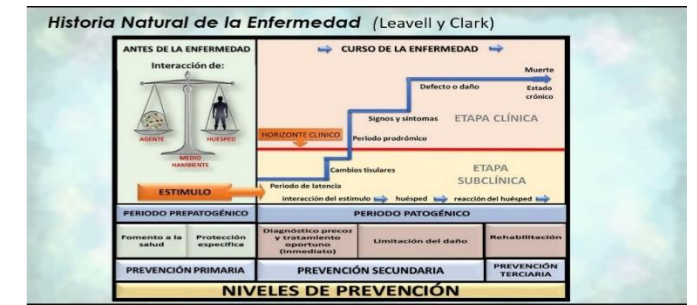 Historia Natural de la Enfermedad (Leavell y Clark)
ANTES DE LA ENFERMEDAD
Interacción de:
AGENTE
HUÉSPED
MEDIO
HAMBIENTE
ESTIMULO
CURSO DE LA ENFERMEDAD
Muerte
Defecto o daño
Estado
crónico
Signos y síntomas
ETAPA CLÍNICA
HORIZONTE CLINICO
Periodo prodrómico
Cambios tisulares
ETAPA
SUBCLÍNICA
Periodo de latencia
interacción del estimulo
huésped
reacción del huésped
PERIODO PREPATOGÉNICO
PERIODO PATOGÉNICO
Fomento a la
salud
Protección
especifica
Diagnóstico precoz
y tratamiento
oportuno
(inmediato)
Limitación del daño
Rehabilitación
PREVENCIÓN PRIMARIA
PREVENCIÓN SECUNDARIA
PREVENCIÓN
TERCIARIA
NIVELES DE PREVENCIÓN